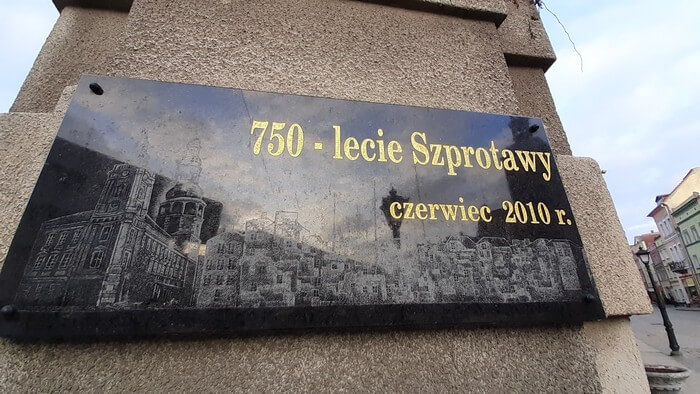 750 - lecie Szprotawy
czerwiec 2010 r.